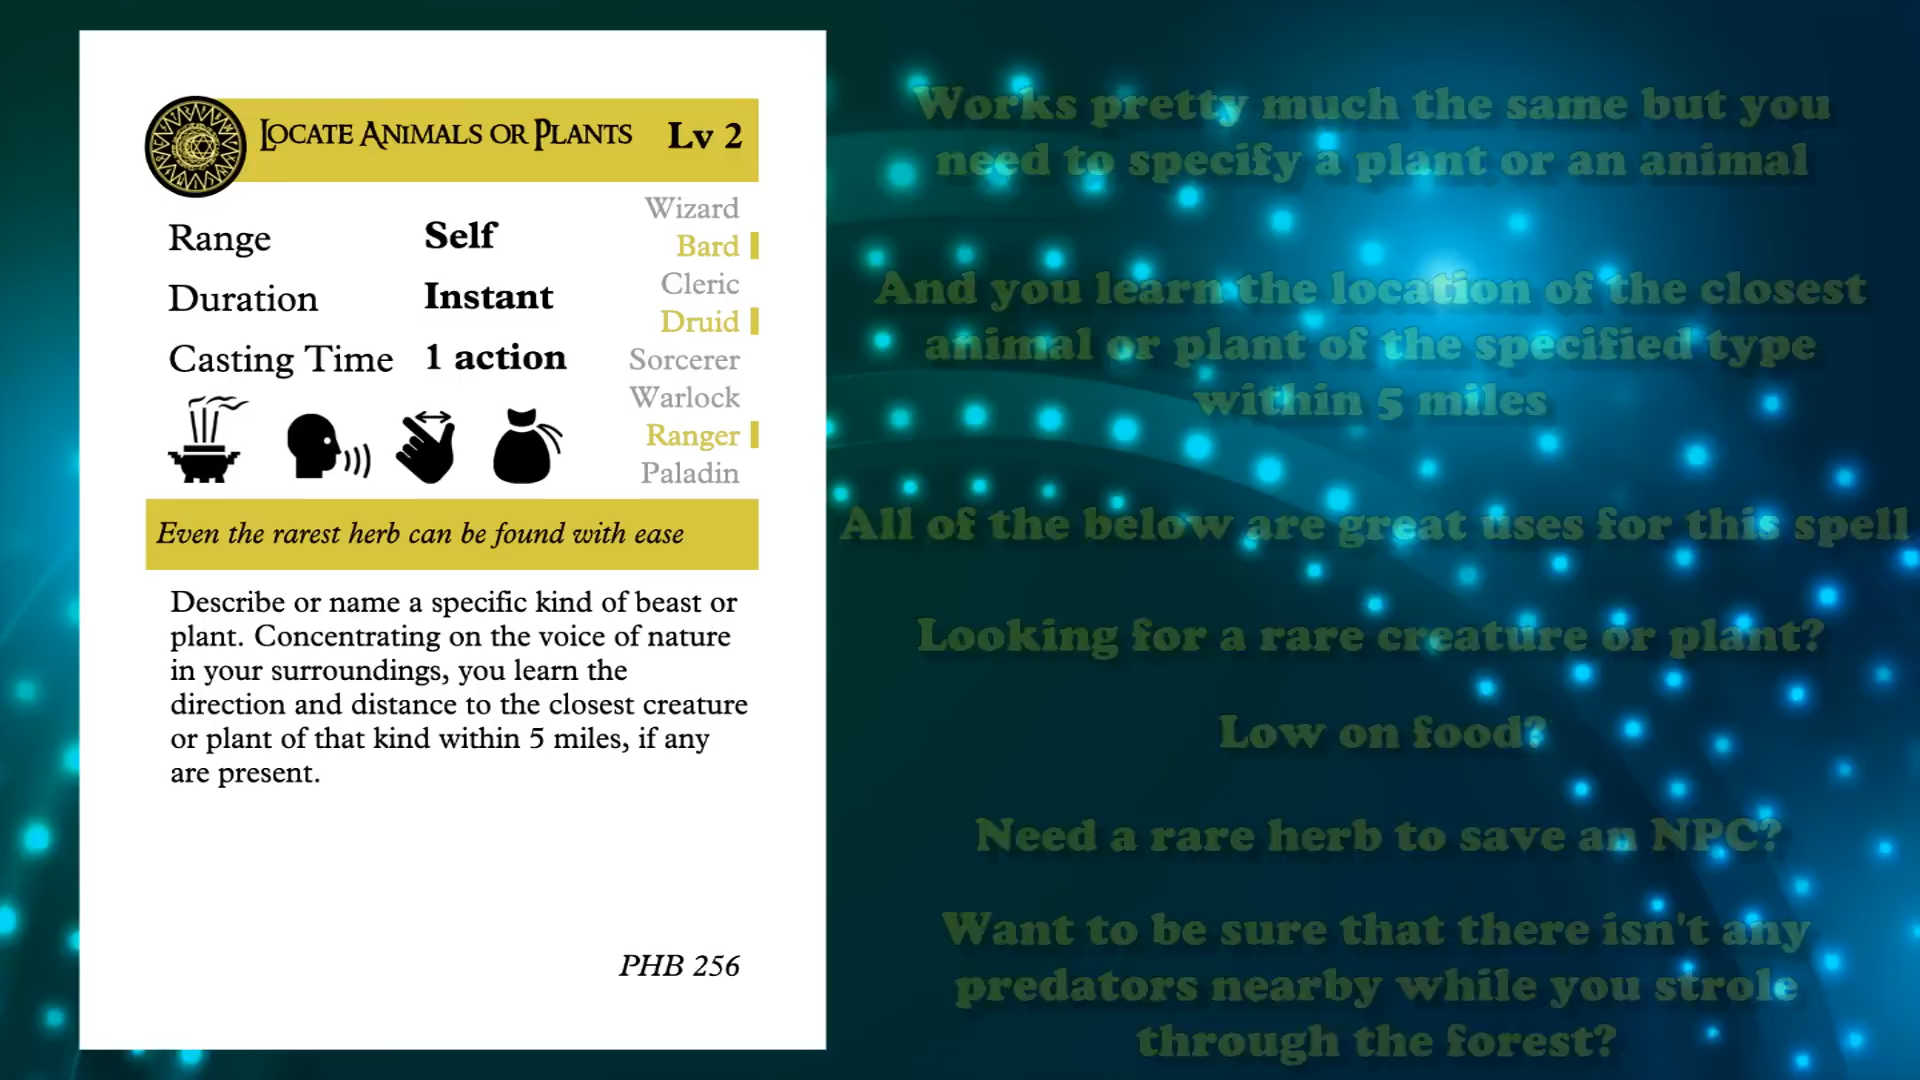 Locate Animals or Plants Lv 2
Range Self
Duration Instant
Casting Time 1 action
Wizard
Bard
Cleric
Druid
Sorcerer
Warlock
Ranger
Paladin
Even the rarest herb can be found with ease
Describe or name a specific kind of beast or
plant. Concentrating on the voice of nature
in your surroundings, you learn the
direction and distance to the closest creature
or plant of that kind within 5 miles, if any
are present.
PHB 256
Works pretty much the same but you
need to specify a plant or an animal
And you learn the location of the closest
animal or plant of the specified type
within 5 miles
All of the below are great uses for this spell
Looking for a rare creature or plant?
Low on food?
Need a rare herb to save an NPC?
Want to be sure that there isn't any
predators nearby while you strole
through the forest?